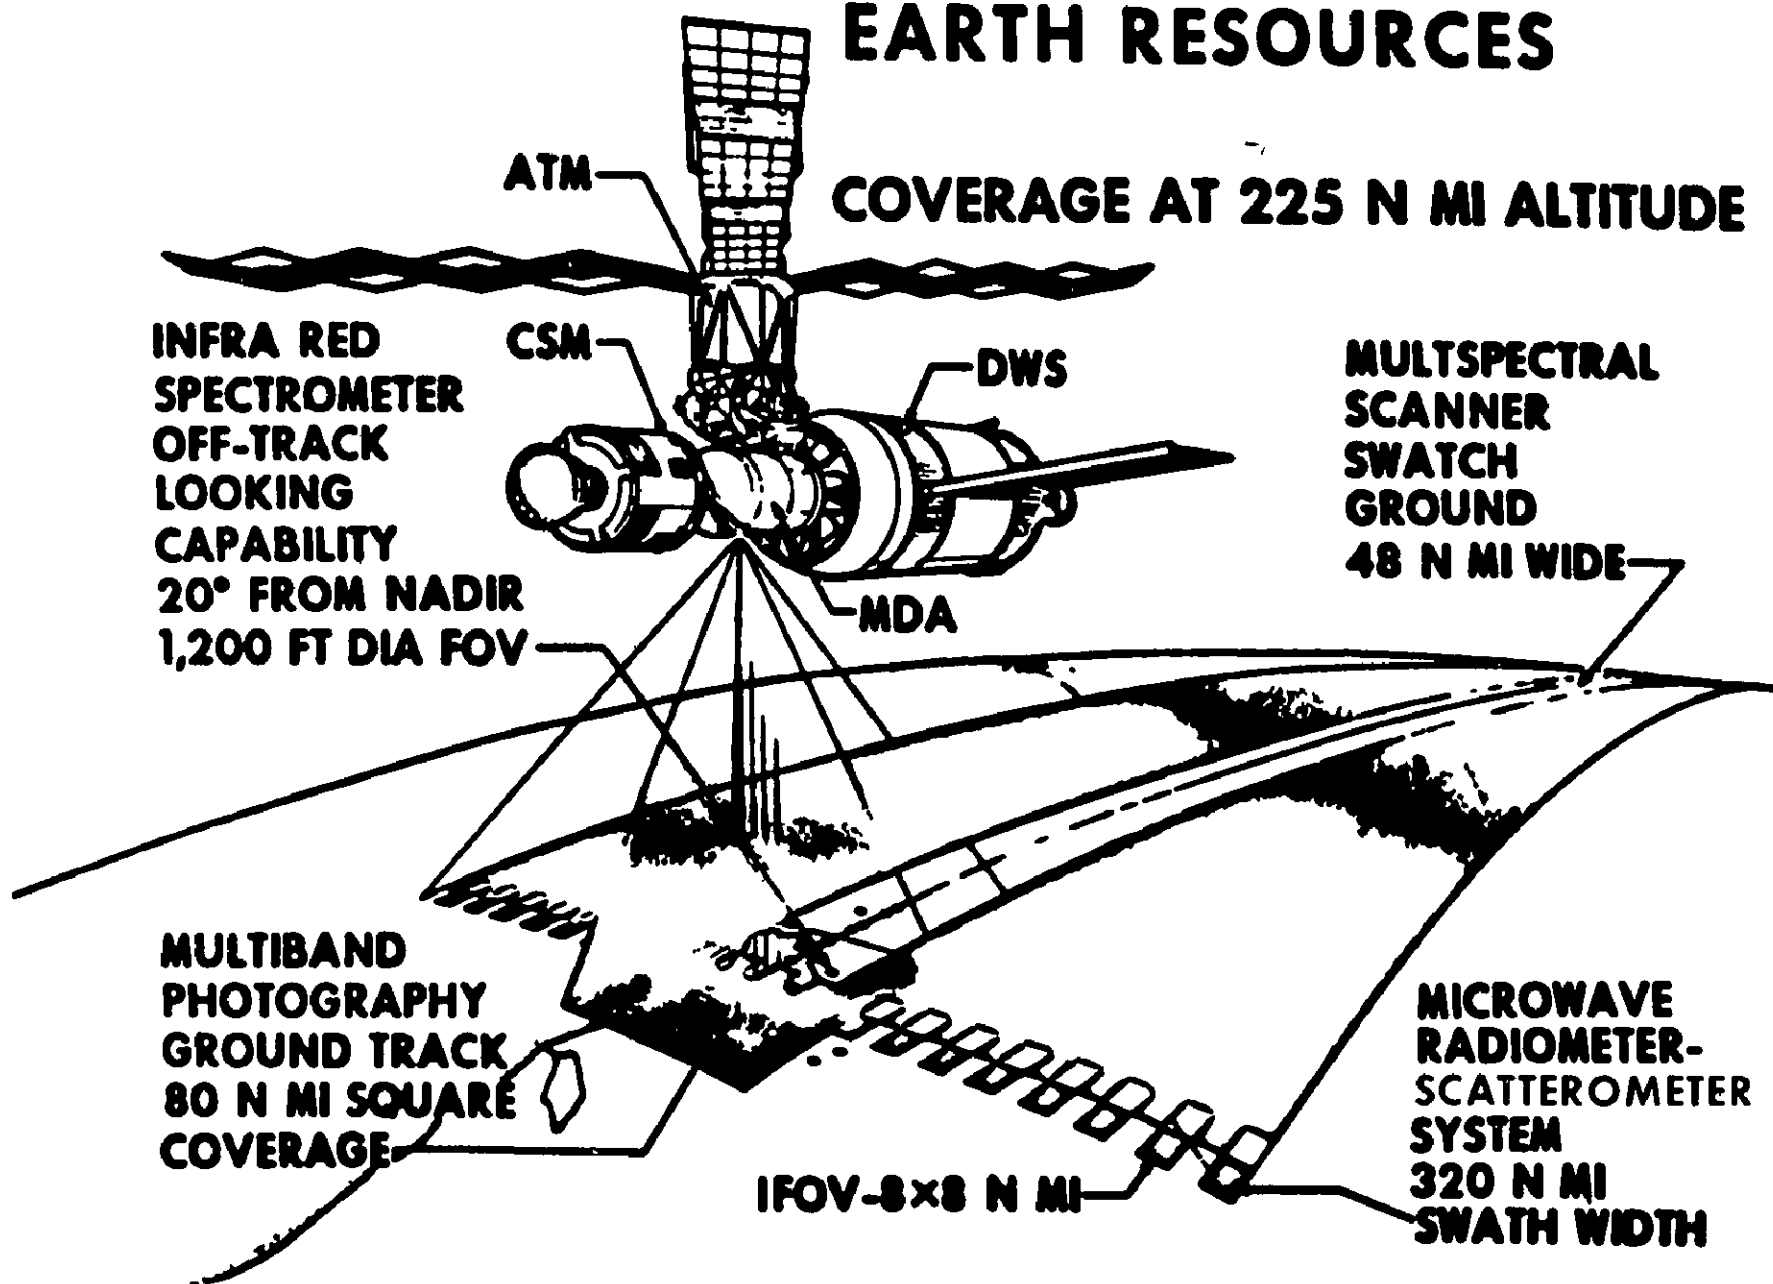 EARTH RESOURCES
COVERAGE AT 225 N MI ALTITUDE
ATM
CSM
DWS
MDA
INFRA RED
SPECTROMETER
OFF-TRACK
LOOKING
CAPABILITY
20° FROM NADIR
1,200 FT DIA FOV
MULTSPECTRAL
SCANNER
SWATCH
GROUND
48 N MI WIDE
MULTIBAND
PHOTOGRAPHY
GROUND TRACK
80 N MI SQUARE
COVERAGE
IFOV-8×8 N MI
MICROWAVE
RADIOMETER-
SCATTEROMETER
SYSTEM
320 N MI
SWATH WIDTH